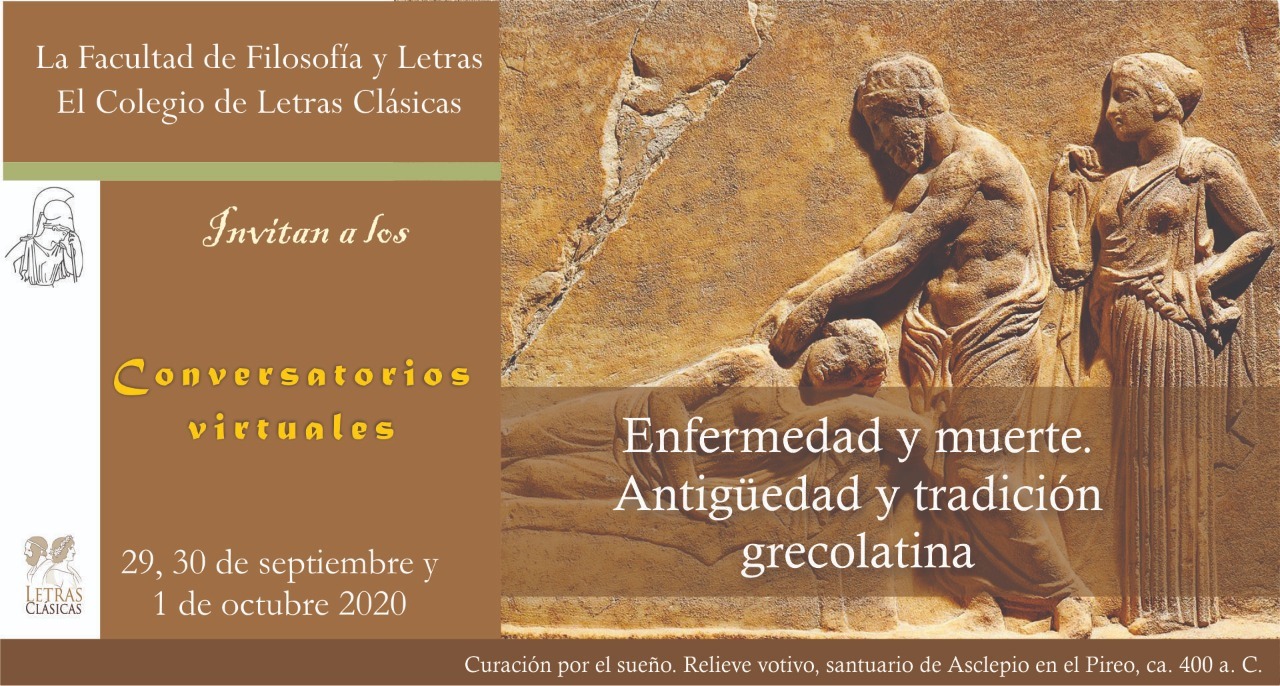 La Facultad de Filosofía y Letras
El Colegio de Letras Clásicas
Invitan a los
Conversatorios
virtuales
29, 30 de septiembre y
1 de octubre 2020
LETRAS
CLÁSICAS
Enfermedad y muerte.
Antigüedad y tradición
grecolatina
Curación por el sueño. Relieve votivo, santuario de Asclepio en el Pireo, ca. 400 a. C.